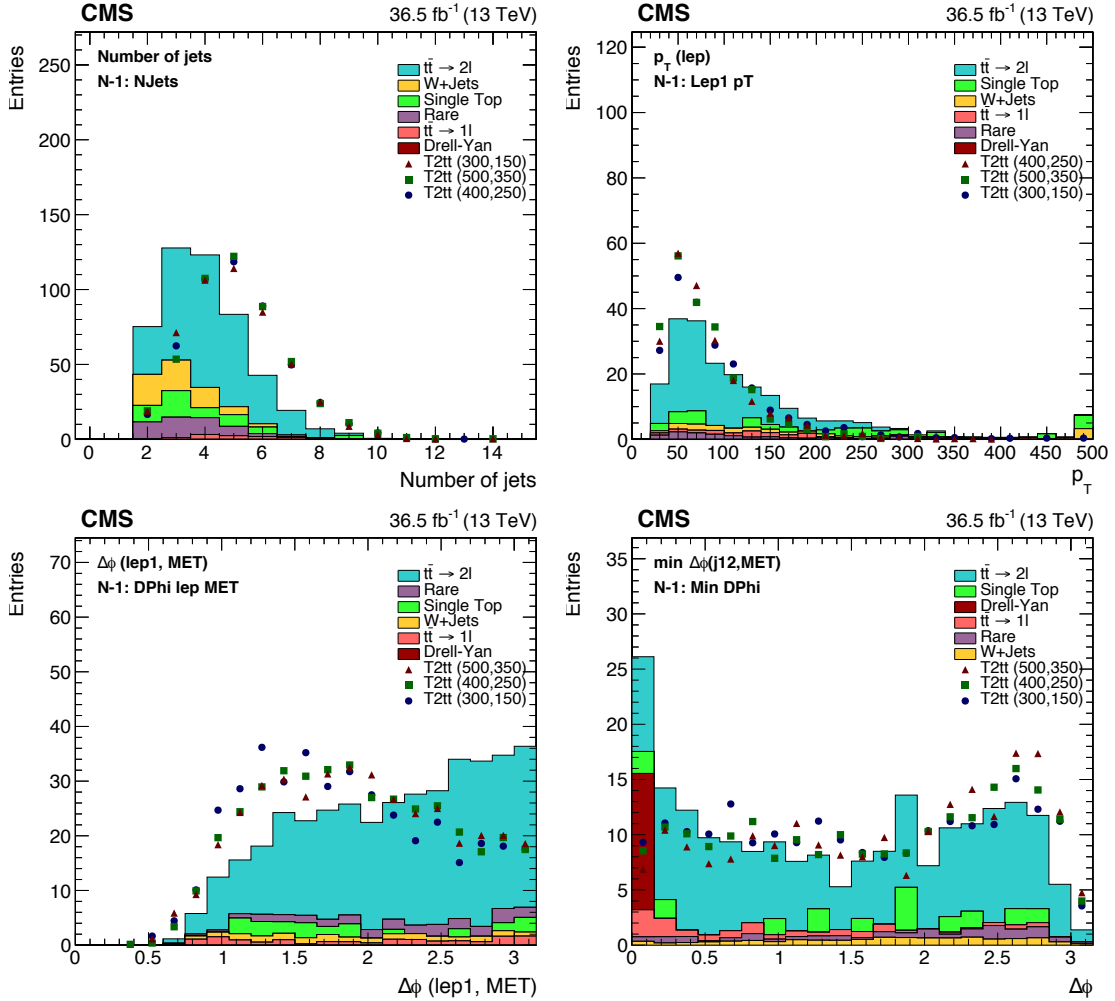 CMS 36.5 fb⁻¹ (13 TeV)
Entries
Number of jets
N-1: NJets
250
200
150
100
50
0
tt̄ → 2l
W+Jets
Single Top
Rare
tt̄ → 1l
Drell-Yan
T2tt (300,150)
T2tt (500,350)
T2tt (400,250)
0 2 4 6 8 10 12 14
Number of jets
CMS 36.5 fb⁻¹ (13 TeV)
Entries
p_T (lep)
N-1: Lep1 pT
120
100
80
60
40
20
0
tt̄ → 2l
Single Top
W+Jets
tt̄ → 1l
Rare
Drell-Yan
T2tt (400,250)
T2tt (500,350)
T2tt (300,150)
0 50 100 150 200 250 300 350 400 450 500
p_T
CMS 36.5 fb⁻¹ (13 TeV)
Entries
Δϕ (lep1, MET)
N-1: DPhi lep MET
70
60
50
40
30
20
10
0
tt̄ → 2l
Rare
Single Top
W+Jets
tt̄ → 1l
Drell-Yan
T2tt (500,350)
T2tt (400,250)
T2tt (300,150)
0 0.5 1 1.5 2 2.5 3
Δϕ (lep1, MET)
CMS 36.5 fb⁻¹ (13 TeV)
Entries
min Δϕ(j12,MET)
N-1: Min DPhi
35
30
25
20
15
10
5
0
tt̄ → 2l
Single Top
Drell-Yan
tt̄ → 1l
Rare
W+Jets
T2tt (500,350)
T2tt (400,250)
T2tt (300,150)
0 0.5 1 1.5 2 2.5 3
Δϕ